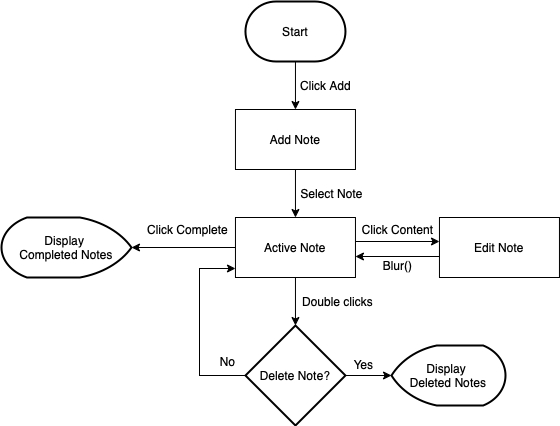 Start
Click Add
Add Note
Select Note
Click Complete
Click Content
Display
Completed Notes
Active Note
Edit Note
Blur()
Double clicks
No
Delete Note?
Yes
Display
Deleted Notes